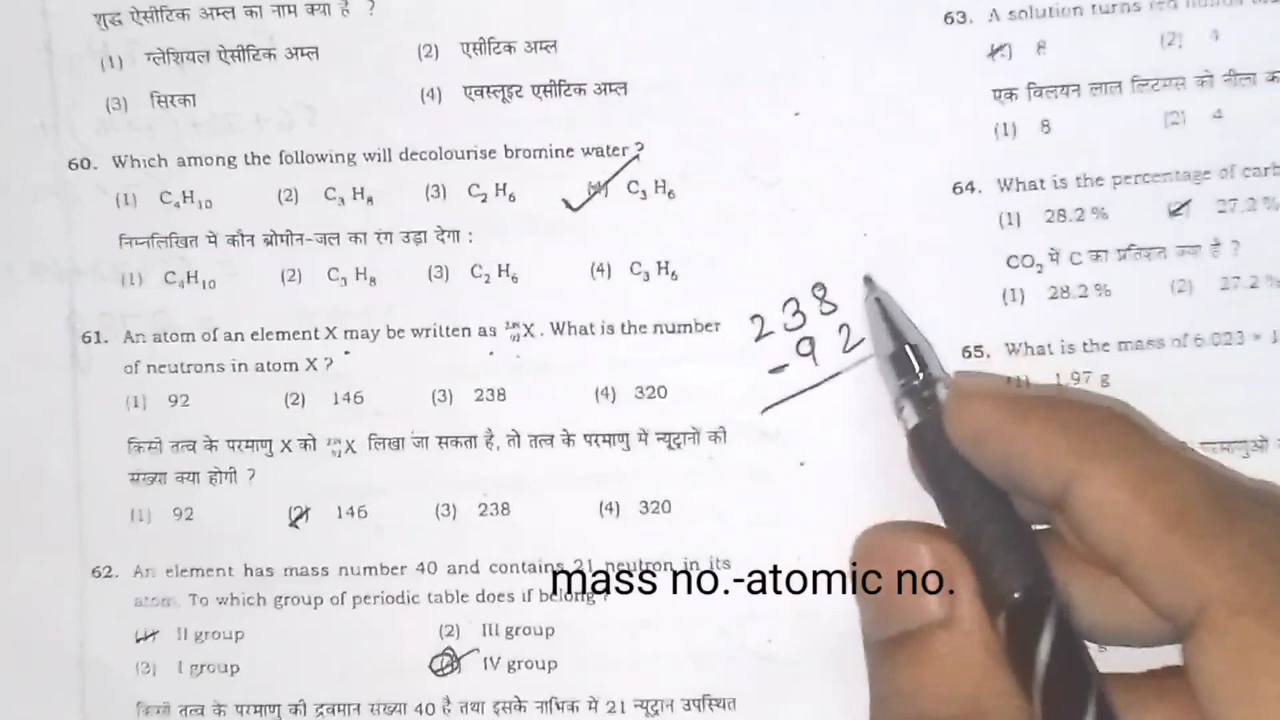 शुद्ध ऐसीटिक अम्ल का नाम क्या है ?
(1) ग्लेशियल ऐसीटिक अम्ल (2) एसीटिक अम्ल
(3) सिरका (4) एवस्लूइट एसीटिक अम्ल
60. Which among the following will decolourise bromine water ?
(1) C₄H₁₀ (2) C₃H₈ (3) C₂H₆ C₃H₆
निम्नलिखित में कौन ब्रोमीन-जल का रंग उड़ा देगा :
(1) C₄H₁₀ (2) C₃H₈ (3) C₂H₆ (4) C₃H₆
61. An atom of an element X may be written as X. What is the number
of neutrons in atom X ?
(1) 92 (2) 146 (3) 238 (4) 320
किसी तत्व के परमाणु X को X लिखा जा सकता है, तो तत्व के परमाणु में न्यूट्रानों की
संख्या क्या होगी ?
(1) 92 (2) 146 (3) 238 (4) 320
62. An element has mass number 40 and contains 21 neutron in its
atom. To which group of periodic table does if belong ?
(1) II group (2) III group
(3) I group IV group
किसी तत्व के परमाणु की द्रवमान संख्या 40 है तथा इसके नाभिक में 21 न्यूट्रान उपस्थित
238
-92
mass no.-atomic no.
63. A solution turns red
8 (2) 4
एक विलयन लाल लिटमस को नीला
(1) 8 (2) 4
64. What is the percentage of
(1) 28.2 % (2) 27.2 %
CO₂ में C का प्रतिशत क्या है ?
(1) 28.2 % (2) 27.2
65. What is the mass of 6.023 ×
(1) 1.97 g